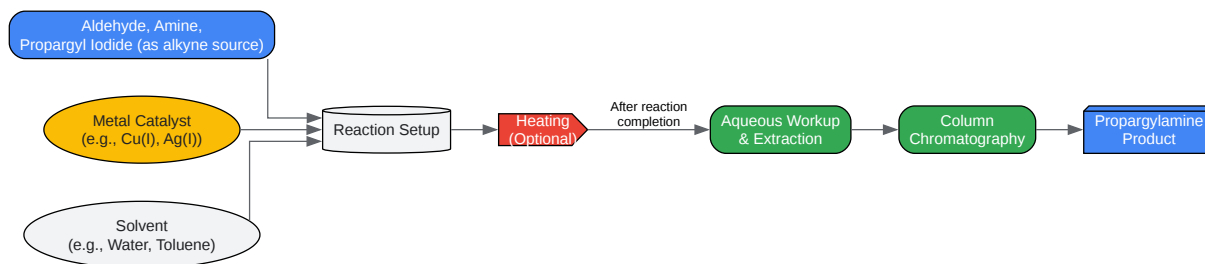 Aldehyde, Amine,
Propargyl Iodide (as alkyne source)
Metal Catalyst
(e.g., Cu(I), Ag(I))
Solvent
(e.g., Water, Toluene)
Reaction Setup
Heating
(Optional)
After reaction
completion
Aqueous Workup
& Extraction
Column
Chromatography
Propargylamine
Product